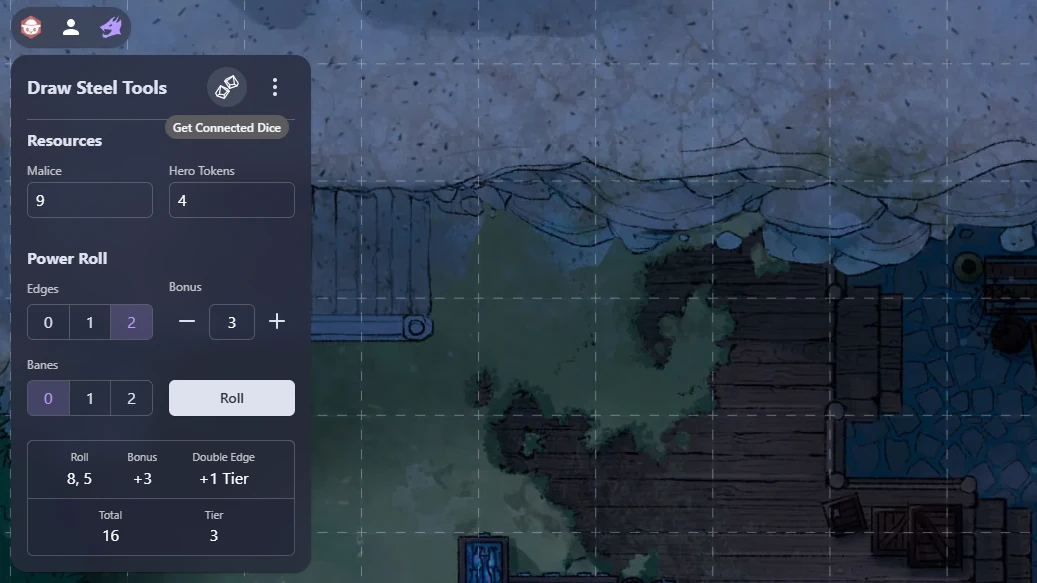 Draw Steel Tools
Get Connected Dice
Resources
Malice Hero Tokens
9 4
Power Roll
Edges Bonus
0 1 2 3
Banes
0 1 2 Roll
Roll Bonus Double Edge
8, 5 +3 +1 Tier
Total Tier
16 3